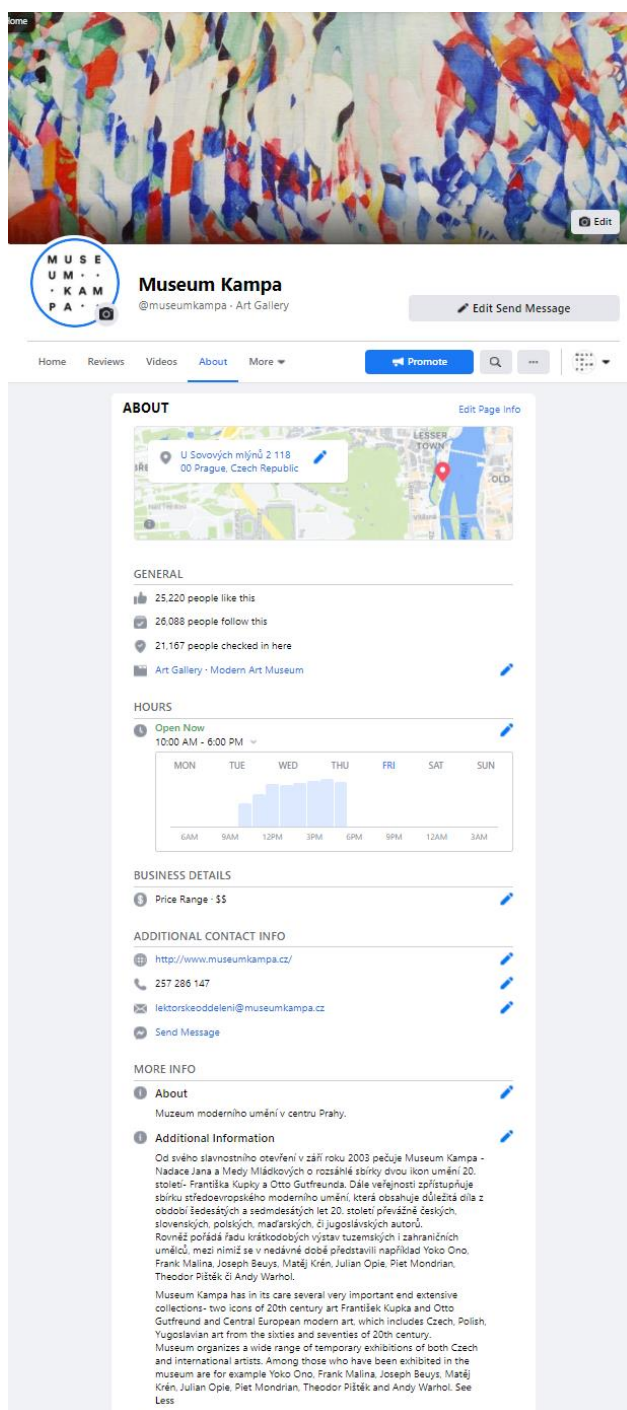 ome
Edit
MUSE
UM··
·KAM
PA··
Museum Kampa
@museumkampa · Art Gallery
Edit Send Message
Home Reviews Videos About More
Promote
ABOUT
Edit Page Info
U Sovových mlýnů 2 118
00 Prague, Czech Republic
LESSER
TOWN
OLD
GENERAL
25,220 people like this
26,088 people follow this
21,167 people checked in here
Art Gallery · Modern Art Museum
HOURS
Open Now
10:00 AM - 6:00 PM
MON TUE WED THU FRI SAT SUN
6AM 9AM 12PM 3PM 6PM 9PM 12AM 3AM
BUSINESS DETAILS
Price Range · $$
ADDITIONAL CONTACT INFO
http://www.museumkampa.cz/
257 286 147
lektorskeoddeleni@museumkampa.cz
Send Message
MORE INFO
About
Muzeum moderního umění v centru Prahy.
Additional Information
Od svého slavnostního otevření v září roku 2003 pečuje Museum Kampa -
Nadace Jana a Medy Mládkových o rozsáhlé sbírky dvou ikon umění 20.
století- Františka Kupky a Otto Gutfreunda. Dále veřejnosti zpřístupňuje
sbírku středoevropského moderního umění, která obsahuje důležitá díla z
období šedesátých a sedmdesátých let 20. století převážně českých,
slovenských, polských, maďarských, či jugoslávských autorů.
Rovněž pořádá řadu krátkodobých výstav tuzemských i zahraničních
umělců, mezi nimiž se v nedávné době představili například Yoko Ono,
Frank Malina, Joseph Beuys, Matěj Krén, Julian Opie, Piet Mondrian,
Theodor Pištěk či Andy Warhol.
Museum Kampa has in its care several very important end extensive
collections- two icons of 20th century art František Kupka and Otto
Gutfreund and Central European modern art, which includes Czech, Polish,
Yugoslavian art from the sixties and seventies of 20th century.
Museum organizes a wide range of temporary exhibitions of both Czech
and international artists. Among those who have been exhibited in the
museum are for example Yoko Ono, Frank Malina, Joseph Beuys, Matěj
Krén, Julian Opie, Piet Mondrian, Theodor Pištěk and Andy Warhol. See
Less